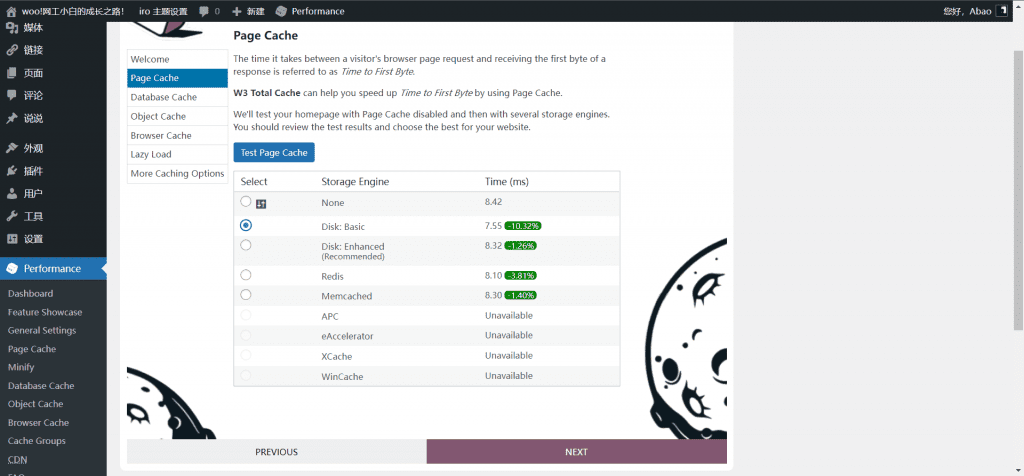 woo!网工小白的成长之路!
iro 主题设置
0
新建
Performance
您好，Abao
媒体
链接
页面
评论
说说
外观
插件
用户
工具
设置
Performance
Dashboard
Feature Showcase
General Settings
Page Cache
Minify
Database Cache
Object Cache
Browser Cache
Cache Groups
CDN
Welcome
Page Cache
Database Cache
Object Cache
Browser Cache
Lazy Load
More Caching Options
Page Cache
The time it takes between a visitor's browser page request and receiving the first byte of a
response is referred to as Time to First Byte.
W3 Total Cache can help you speed up Time to First Byte by using Page Cache.
We'll test your homepage with Page Cache disabled and then with several storage engines.
You should review the test results and choose the best for your website.
Test Page Cache
Select Storage Engine Time (ms)
None 8.42
Disk: Basic 7.55 -10.32%
Disk: Enhanced 8.32 -1.26%
(Recommended)
Redis 8.10 -3.81%
Memcached 8.30 -1.40%
APC Unavailable
eAccelerator Unavailable
XCache Unavailable
WinCache Unavailable
PREVIOUS
NEXT